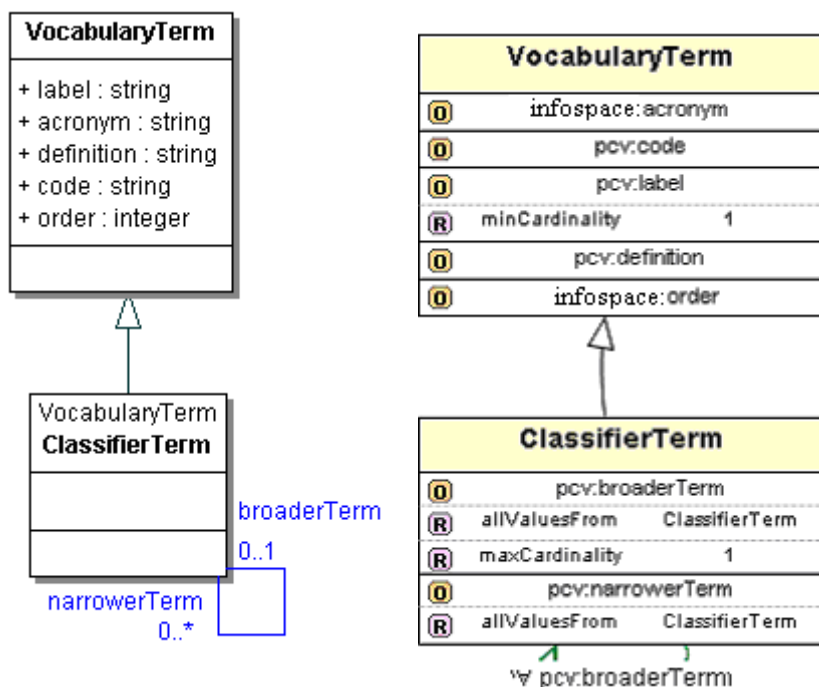 VocabularyTerm
+ label : string
+ acronym : string
+ definition : string
+ code : string
+ order : integer
VocabularyTerm
ClassifierTerm
broaderTerm
0..1
narrowerTerm
0..*
VocabularyTerm
O infospace:acronym
O pcv:code
O pcv:label
R minCardinality 1
O pcv:definition
O infospace:order
ClassifierTerm
O pcv:broaderTerm
R allValuesFrom ClassifierTerm
R maxCardinality 1
O pcv:narrowerTerm
R allValuesFrom ClassifierTerm
∀ pcv:broaderTerm)